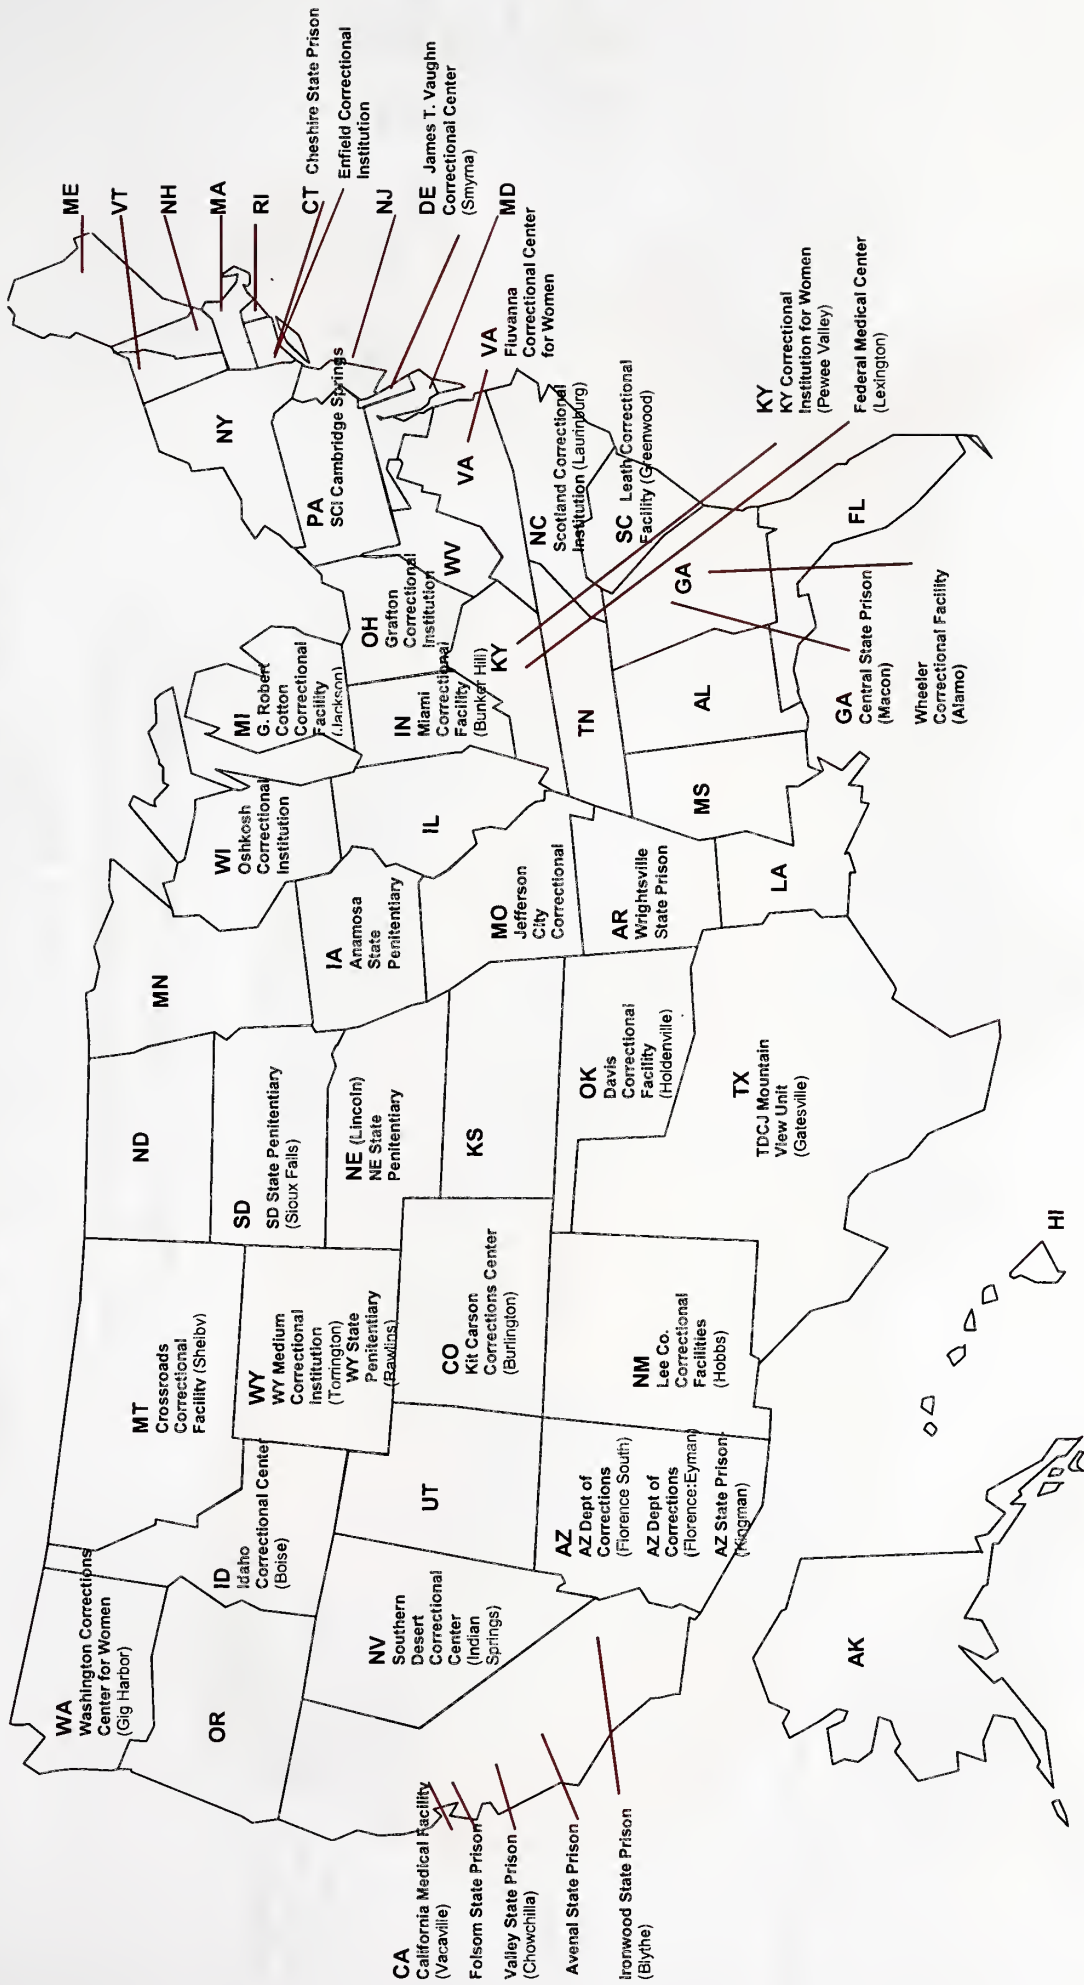 WA
Washington Corrections
Center for Women
(Gig Harbor)
OR
CA
California Medical Facility
(Vacaville)
Folsom State Prison
Valley State Prison
(Chowchilla)
Avenal State Prison
Ironwood State Prison
(Blythe)
NV
Southern
Desert
Correctional
Center
(Indian
Springs)
ID
Idaho
Correctional Center
(Boise)
MT
Crossroads
Correctional
Facility (Shelby)
WY
WY Medium
Correctional
Institution
(Torrington)
WY State
Penitentiary
(Rawlins)
UT
CO
Kit Carson
Corrections Center
(Burlington)
AZ
AZ Dept of
Corrections
(Florence South)
AZ Dept of
Corrections
(Florence:Eyman)
AZ State Prison-
(Kingman)
NM
Lee Co.
Correctional
Facilities
(Hobbs)
AK
HI
ND
SD
SD State Penitentiary
(Sioux Falls)
NE (Lincoln)
NE State
Penitentiary
KS
OK
Davis
Correctional
Facility
(Holdenville)
TX
TDCJ Mountain
View Unit
(Gatesville)
MN
IA
Anamosa
State
Penitentiary
MO
Jefferson
City
Correctional
AR
Wrightsville
State Prison
LA
WI
Oshkosh
Correctional
Institution
IL
MI
G. Robert
Cotton
Correctional
Facility
(Jackson)
IN
Miami
Correctional
Facility
(Bunker Hill)
OH
Grafton
Correctional
Institution
KY
TN
MS
AL
GA
FL
GA
Central State Prison
(Macon)
Wheeler
Correctional Facility
(Alamo)
WV
VA
NC
Scotland Correctional
Institution (Laurinburg)
SC Leath Correctional
Facility (Greenwood)
PA
SCI Cambridge Springs
NY
ME
VT
NH
MA
RI
CT Cheshire State Prison
Enfield Correctional
Institution
NJ
DE James T. Vaughn
Correctional Center
(Smyrna)
MD
VA
Fluvanna
Correctional Center
for Women
KY
KY Correctional
Institution for Women
(Pewee Valley)
Federal Medical Center
(Lexington)